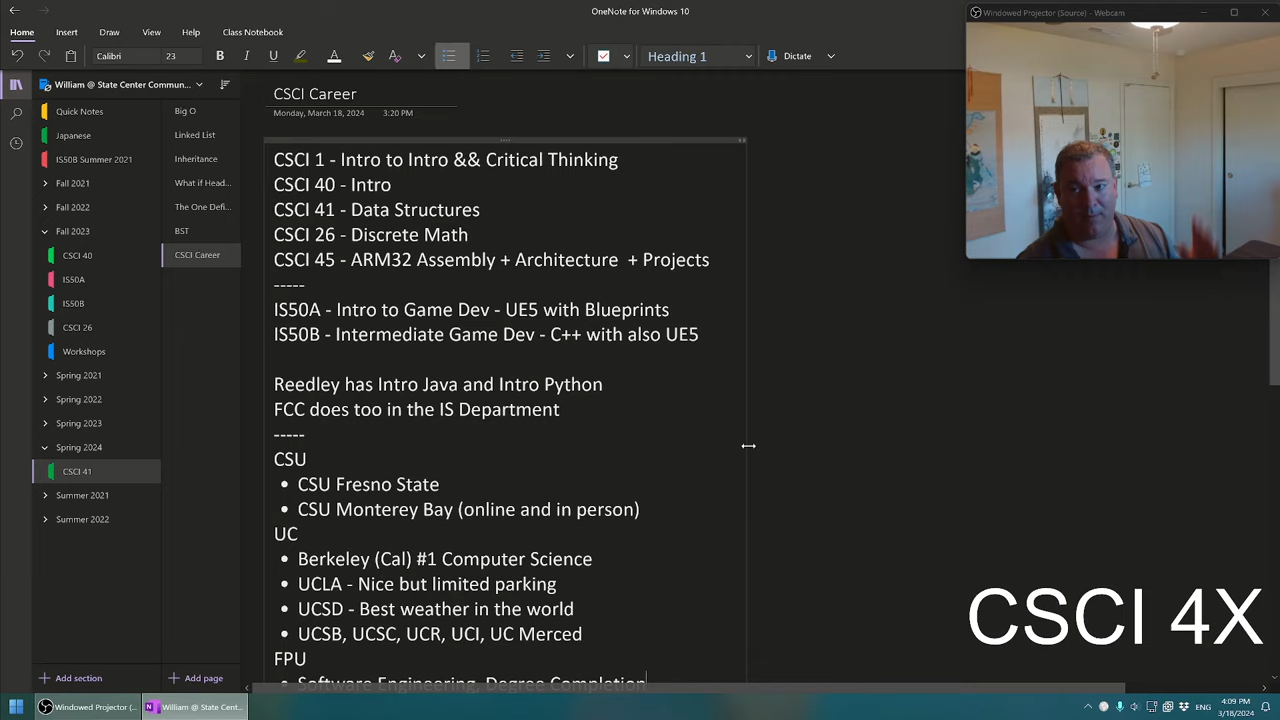 OneNote for Windows 10
Windowed Projector (Source) - Webcam
Home
Insert
Draw
View
Help
Class Notebook
Calibri
23
B
I
U
A
Heading 1
Dictate
William @ State Center Commun...
Quick Notes
Japanese
IS50B Summer 2021
Fall 2021
Fall 2022
Fall 2023
CSCI 40
IS50A
IS50B
CSCI 26
Workshops
Spring 2021
Spring 2022
Spring 2023
Spring 2024
CSCI 41
Summer 2021
Summer 2022
Add section
Big O
Linked List
Inheritance
What if Head...
The One Defi...
BST
CSCI Career
Add page
CSCI Career
Monday, March 18, 2024 3:20 PM
CSCI 1 - Intro to Intro && Critical Thinking
CSCI 40 - Intro
CSCI 41 - Data Structures
CSCI 26 - Discrete Math
CSCI 45 - ARM32 Assembly + Architecture + Projects
-----
IS50A - Intro to Game Dev - UE5 with Blueprints
IS50B - Intermediate Game Dev - C++ with also UE5
Reedley has Intro Java and Intro Python
FCC does too in the IS Department
-----
CSU
• CSU Fresno State
• CSU Monterey Bay (online and in person)
UC
• Berkeley (Cal) #1 Computer Science
• UCLA - Nice but limited parking
• UCSD - Best weather in the world
• UCSB, UCSC, UCR, UCI, UC Merced
FPU
• Software Engineering, Degree Completion
CSCI 4X
Windowed Projector (...
William @ State Cent...
ENG
4:09 PM
3/18/2024